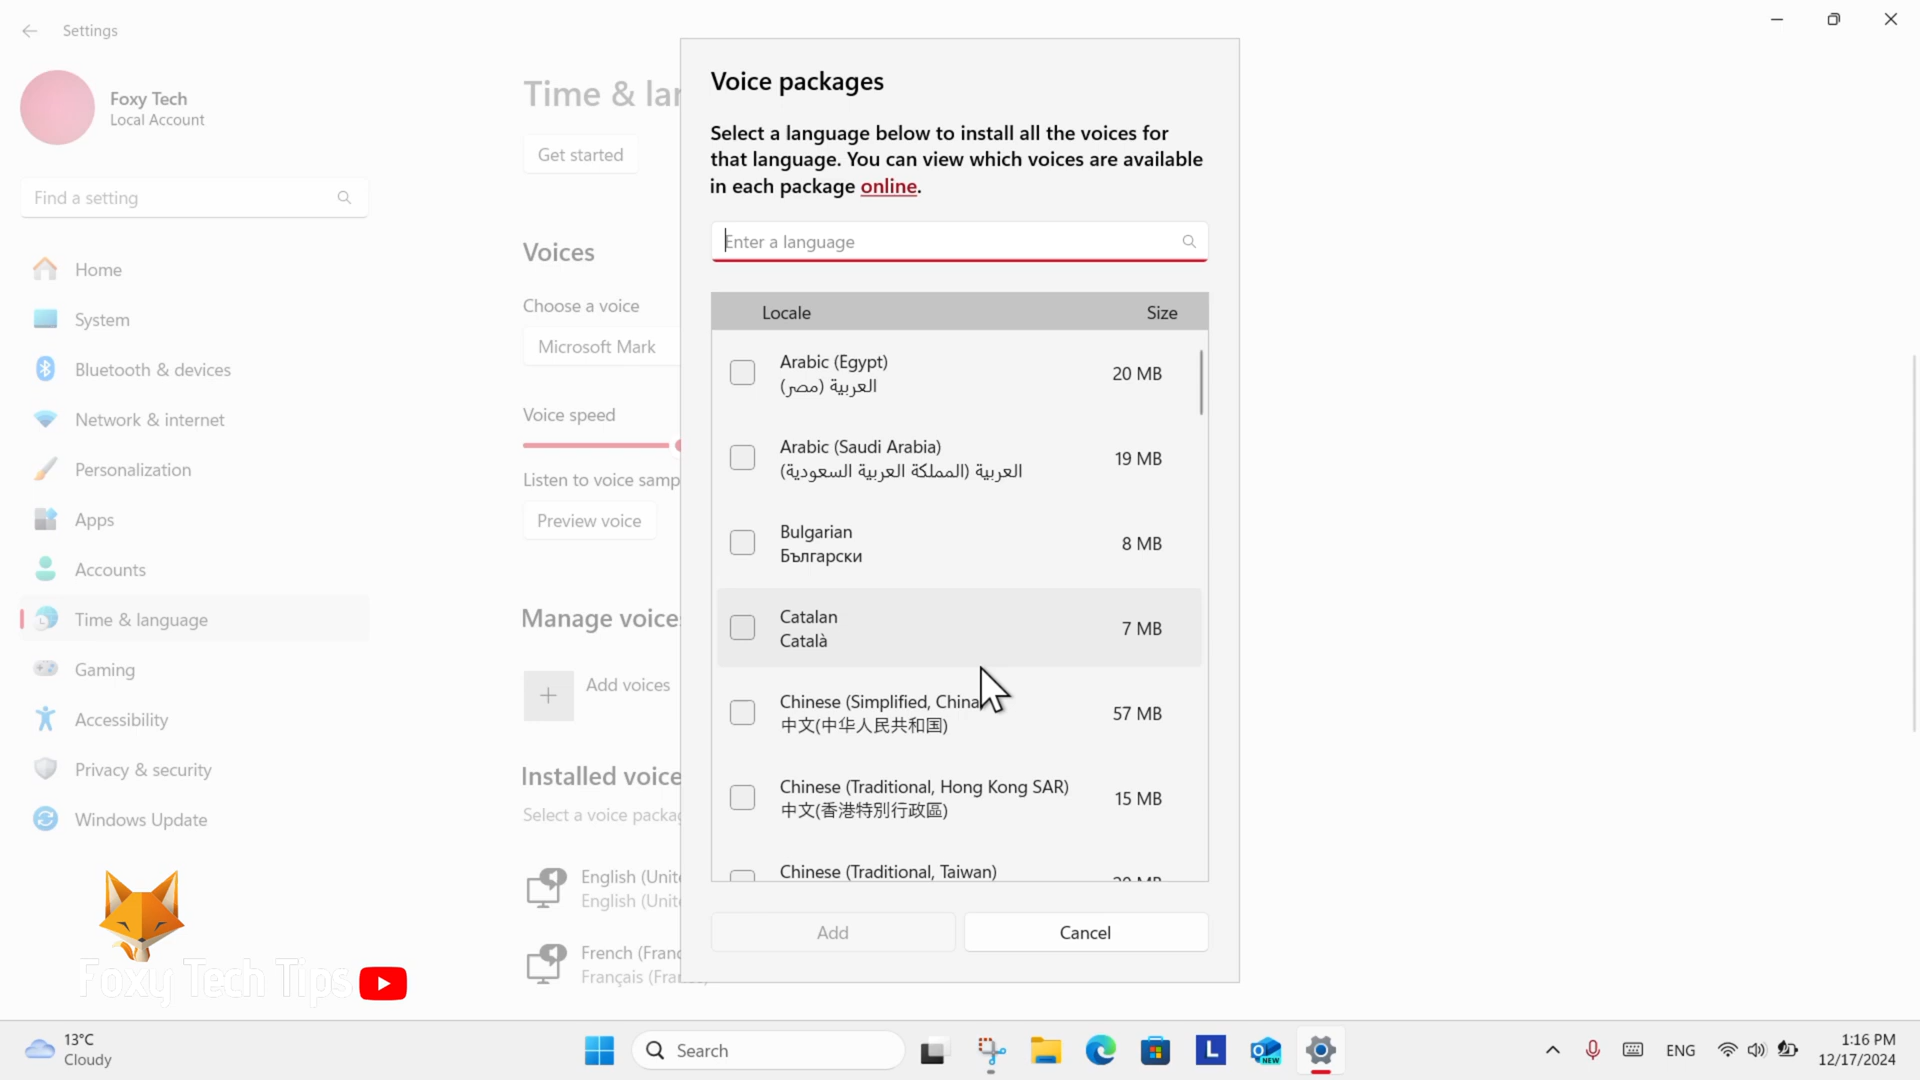 Settings
Foxy Tech
Local Account
Find a setting
Home
System
Bluetooth & devices
Network & internet
Personalization
Apps
Accounts
Time & language
Gaming
Accessibility
Privacy & security
Windows Update
Foxy Tech Tips
Time & lan
Get started
Voices
Choose a voice
Microsoft Mark
Voice speed
Listen to voice samp
Preview voice
Manage voice
Add voices
Installed voice
Select a voice packag
English (Unit
English (Unit
French (Franc
Français (Fra
Voice packages
Select a language below to install all the voices for
that language. You can view which voices are available
in each package online.
Enter a language
Locale Size
Arabic (Egypt)
العربية (مصر)
20 MB
Arabic (Saudi Arabia)
العربية (المملكة العربية السعودية)
19 MB
Bulgarian
Български
8 MB
Catalan
Català
7 MB
Chinese (Simplified, China
中文(中华人民共和国)
57 MB
Chinese (Traditional, Hong Kong SAR)
中文(香港特別行政區)
15 MB
Chinese (Traditional, Taiwan)
Add Cancel
13°C
Cloudy
Search
L
NEW
ENG
1:16 PM
12/17/2024